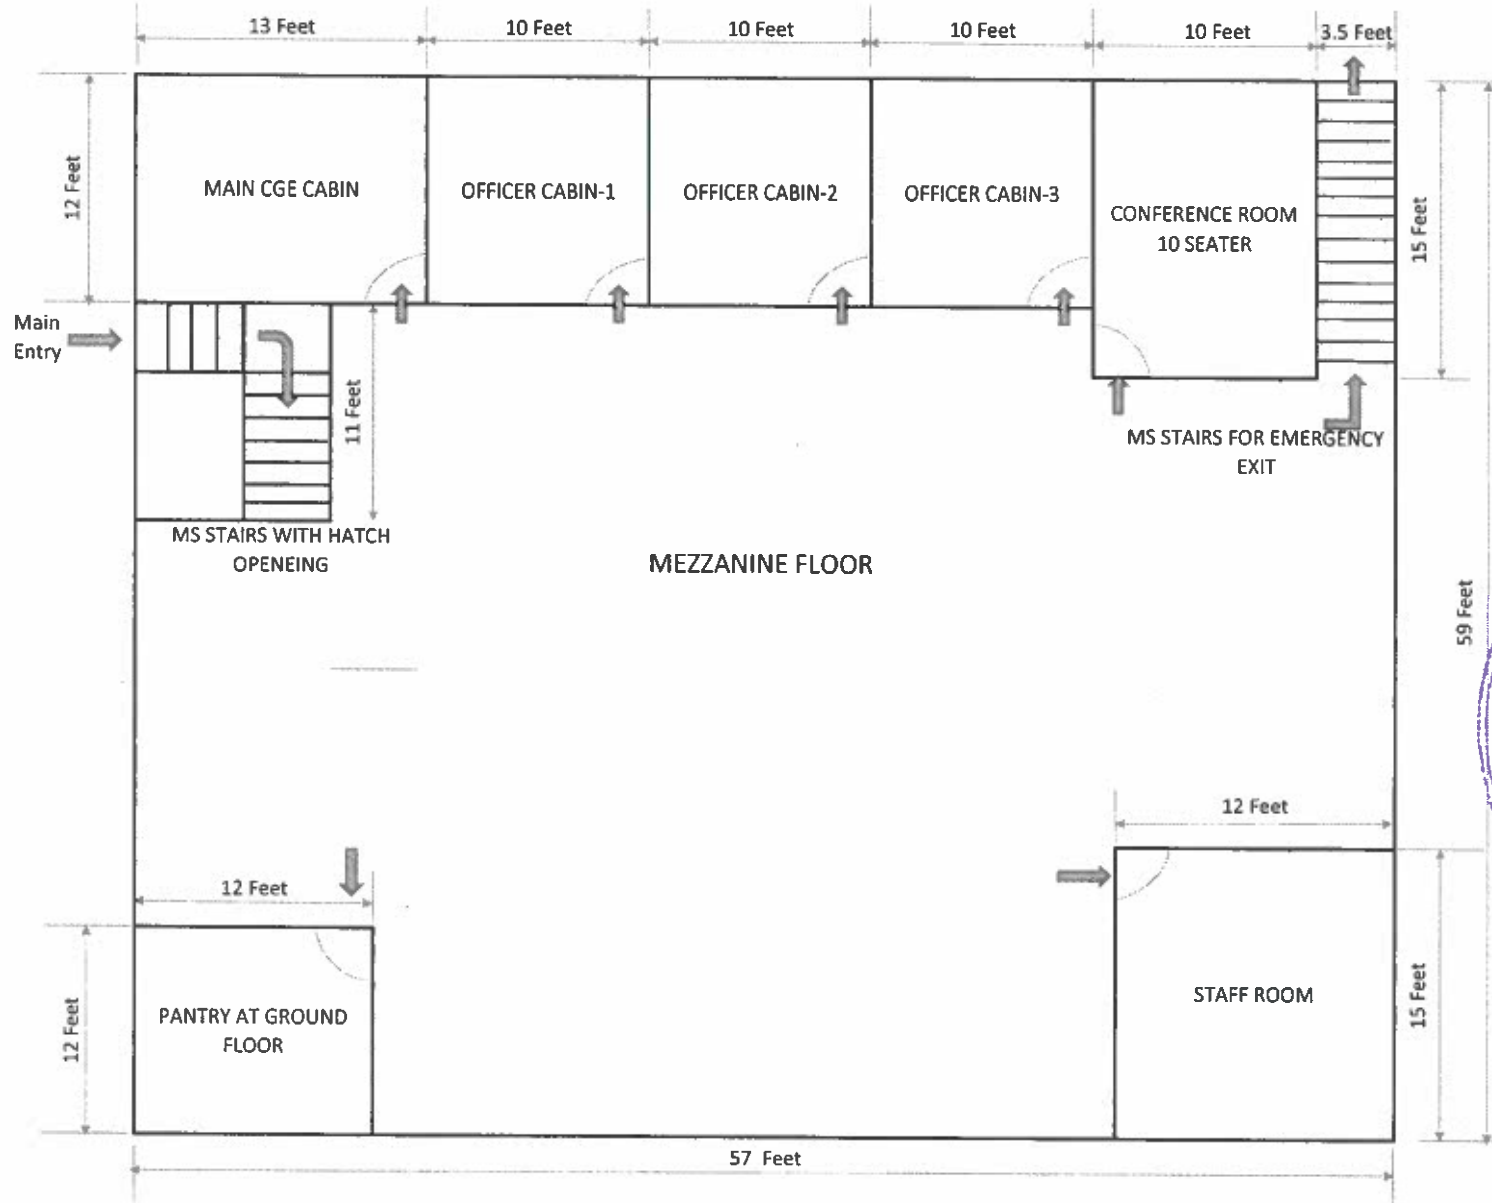 13 Feet
10 Feet
10 Feet
10 Feet
10 Feet
3.5 Feet
12 Feet
MAIN CGE CABIN
OFFICER CABIN-1
OFFICER CABIN-2
OFFICER CABIN-3
CONFERENCE ROOM
10 SEATER
15 Feet
Main
Entry
11 Feet
MS STAIRS FOR EMERGENCY
EXIT
MS STAIRS WITH HATCH
OPENEING
MEZZANINE FLOOR
59 Feet
12 Feet
12 Feet
12 Feet
PANTRY AT GROUND
FLOOR
STAFF ROOM
15 Feet
57 Feet